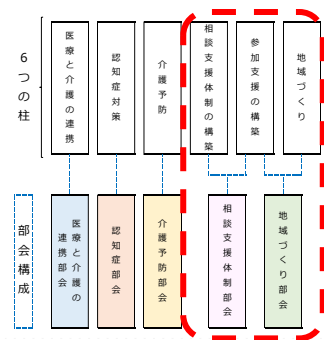 6つの柱
医療と介護の連携
認知症対策
介護予防
相談支援体制の構築
参加支援の構築
地域づくり
部会構成
医療と介護の
連携部会
認知症部会
介護予防部会
相談支援体制部会
地域づくり部会